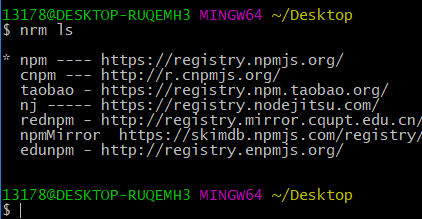 13178@DESKTOP-RUQEMH3 MINGW64 ~/Desktop
$ nrm ls
* npm ---- https://registry.npmjs.org/
cnpm --- http://r.cnpmjs.org/
taobao - https://registry.npm.taobao.org/
nj ----- https://registry.nodejitsu.com/
rednpm - http://registry.mirror.cqupt.edu.cn/
npmMirror  https://skimdb.npmjs.com/registry/
edunpm - http://registry.enpmjs.org/
13178@DESKTOP-RUQEMH3 MINGW64 ~/Desktop
$